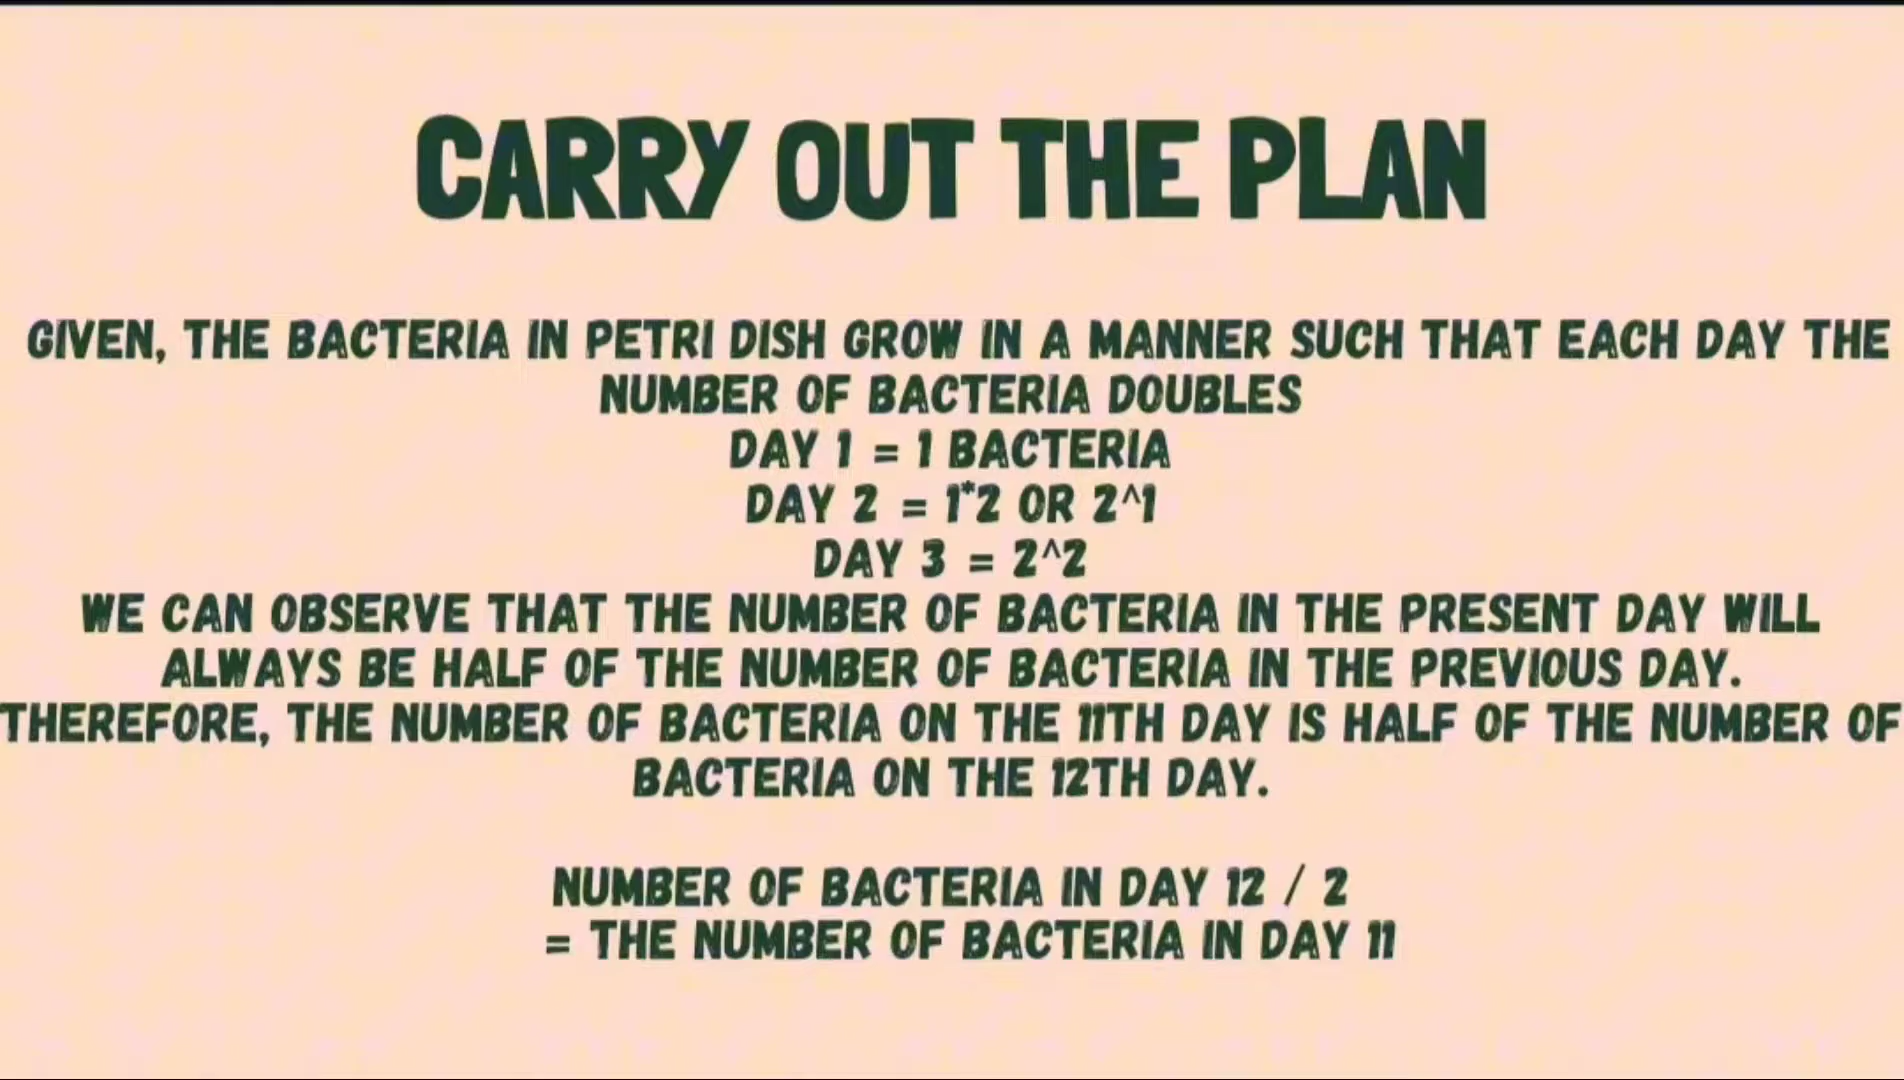 CARRY OUT THE PLAN
GIVEN, THE BACTERIA IN PETRI DISH GROW IN A MANNER SUCH THAT EACH DAY THE
NUMBER OF BACTERIA DOUBLES
DAY 1 = 1 BACTERIA
DAY 2 = 1*2 OR 2^1
DAY 3 = 2^2
WE CAN OBSERVE THAT THE NUMBER OF BACTERIA IN THE PRESENT DAY WILL
ALWAYS BE HALF OF THE NUMBER OF BACTERIA IN THE PREVIOUS DAY.
THEREFORE, THE NUMBER OF BACTERIA ON THE 11TH DAY IS HALF OF THE NUMBER OF
BACTERIA ON THE 12TH DAY.
NUMBER OF BACTERIA IN DAY 12 / 2
= THE NUMBER OF BACTERIA IN DAY 11